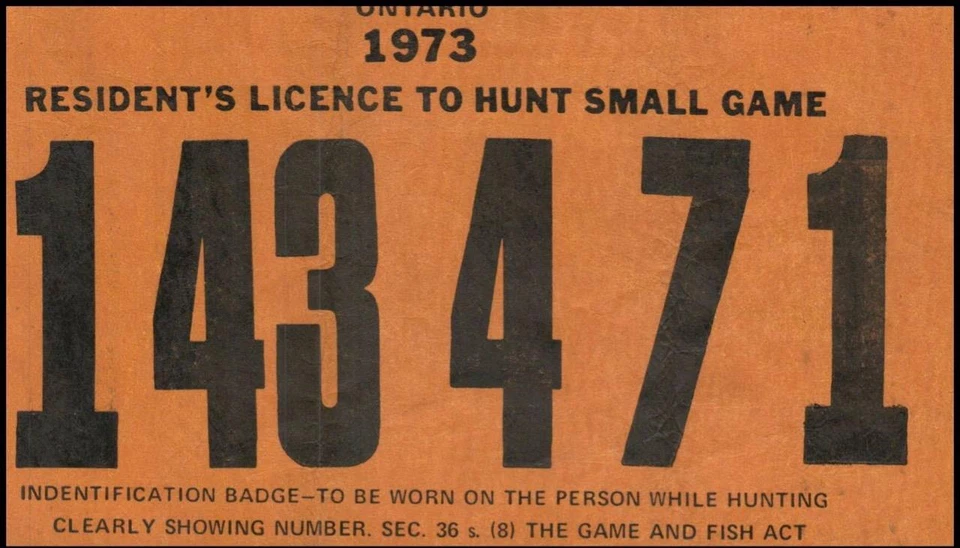 ONTARIO
1973
RESIDENT'S LICENCE TO HUNT SMALL GAME
143471
INDENTIFICATION BADGE–TO BE WORN ON THE PERSON WHILE HUNTING
CLEARLY SHOWING NUMBER. SEC. 36 s. (8) THE GAME AND FISH ACT